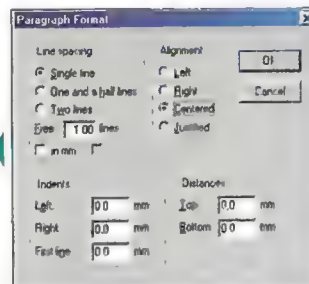 Paragraph Format
Line spacing
Single line
One and a half lines
Two lines
Free 1.00 lines
in mm
Alignment
Left
Right
Centered
Justified
OK
Cancel
Indents
Left 0.0 mm
Right 0.0 mm
First line 0.0
Distances
Top 0.0 mm
Bottom 0.0 mm